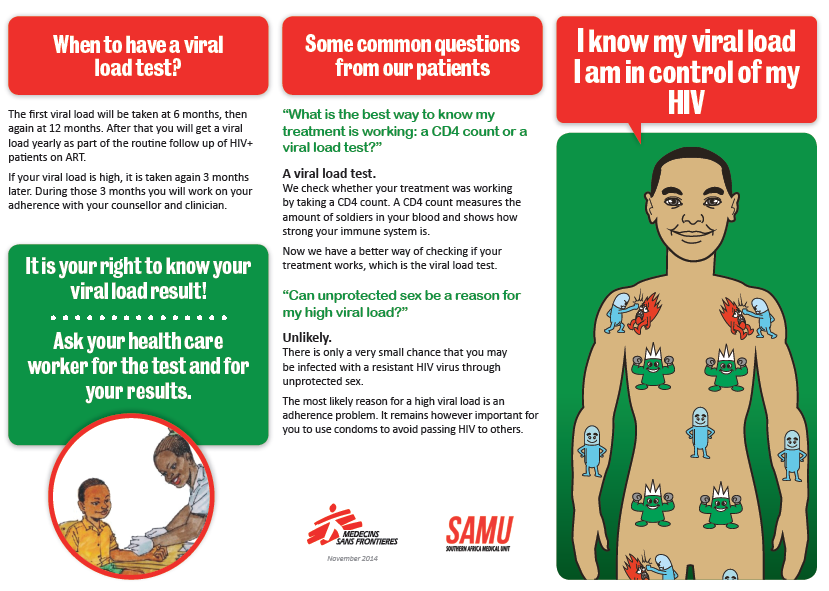 When to have a viral
load test?
The first viral load will be taken at 6 months, then
again at 12 months. After that you will get a viral
load yearly as part of the routine follow up of HIV+
patients on ART.
If your viral load is high, it is taken again 3 months
later. During those 3 months you will work on your
adherence with your counsellor and clinician.
It is your right to know your
viral load result!
Ask your health care
worker for the test and for
your results.
Some common questions
from our patients
“What is the best way to know my
treatment is working: a CD4 count or a
viral load test?”
A viral load test.
We check whether your treatment was working
by taking a CD4 count. A CD4 count measures the
amount of soldiers in your blood and shows how
strong your immune system is.
Now we have a better way of checking if your
treatment works, which is the viral load test.
“Can unprotected sex be a reason for
my high viral load?”
Unlikely.
There is only a very small chance that you may
be infected with a resistant HIV virus through
unprotected sex.
The most likely reason for a high viral load is an
adherence problem. It remains however important for
you to use condoms to avoid passing HIV to others.
MEDECINS
SANS FRONTIERES
November 2014
SAMU
SOUTHERN AFRICA MEDICAL UNIT
I know my viral load
I am in control of my
HIV